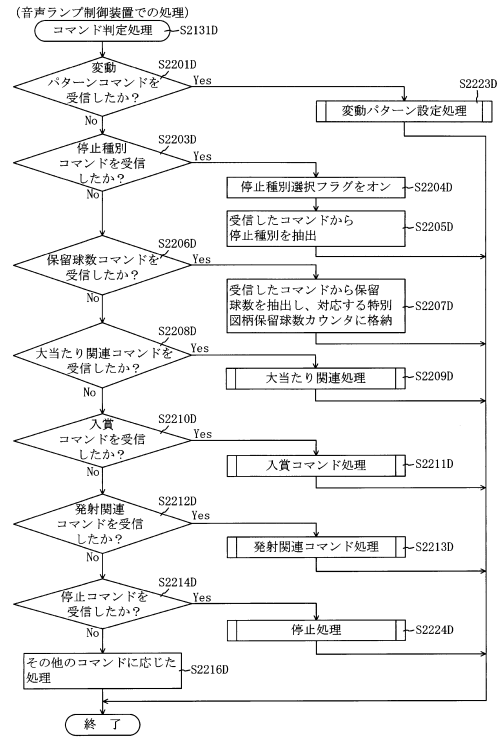 (音声ランプ制御装置での処理)
コマンド判定処理 S2131D
変動
パターンコマンドを
受信したか?
S2201D
Yes
No
変動パターン設定処理
S2223D
停止種別
コマンドを受信
したか?
S2203D
Yes
No
停止種別選択フラグをオン
S2204D
受信したコマンドから
停止種別を抽出
S2205D
保留球数コマンドを
受信したか?
S2206D
Yes
No
受信したコマンドから保留
球数を抽出し、対応する特別
図柄保留球数カウンタに格納
S2207D
大当たり関連コマンドを
受信したか?
S2208D
Yes
No
大当たり関連処理
S2209D
入賞
コマンドを受信
したか?
S2210D
Yes
No
入賞コマンド処理
S2211D
発射関連
コマンドを受信
したか?
S2212D
Yes
No
発射関連コマンド処理
S2213D
停止コマンドを
受信したか?
S2214D
Yes
No
停止処理
S2224D
その他のコマンドに応じた
処理
S2216D
終 了